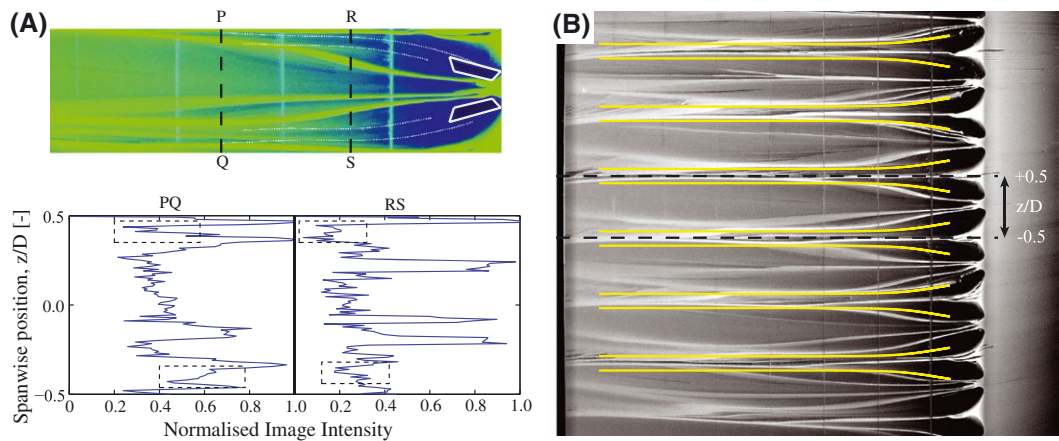 (A)
P R
Q S
PQ RS
Spanwise position, z/D [-]
0.5
0.0
−0.5
0 0.2 0.4 0.6 0.8 1.0 0.2 0.4 0.6 0.8 1.0
Normalised Image Intensity
(B)
+0.5
z/D
-0.5